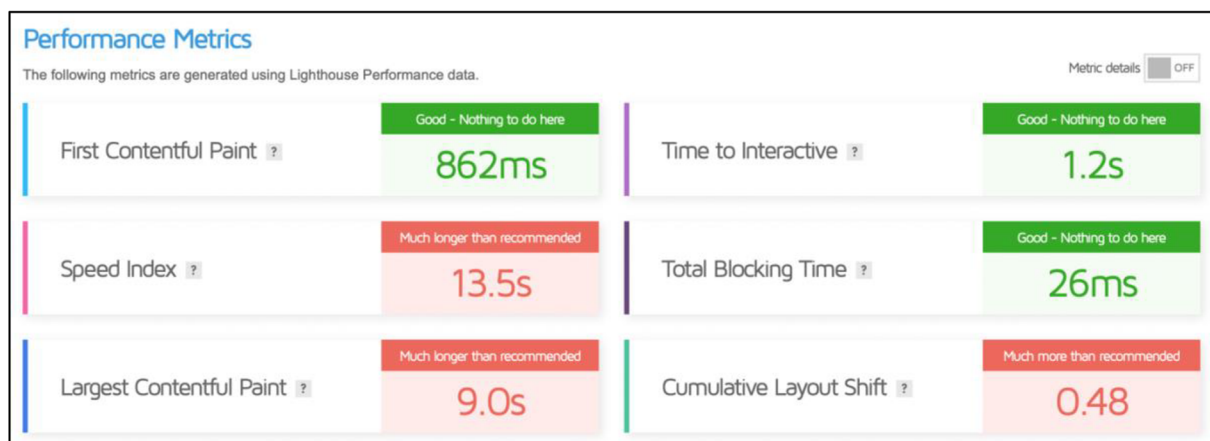 Performance Metrics
The following metrics are generated using Lighthouse Performance data.
Metric details OFF
First Contentful Paint ?
Good - Nothing to do here
862ms
Time to Interactive ?
Good - Nothing to do here
1.2s
Speed Index ?
Much longer than recommended
13.5s
Total Blocking Time ?
Good - Nothing to do here
26ms
Largest Contentful Paint ?
Much longer than recommended
9.0s
Cumulative Layout Shift ?
Much more than recommended
0.48